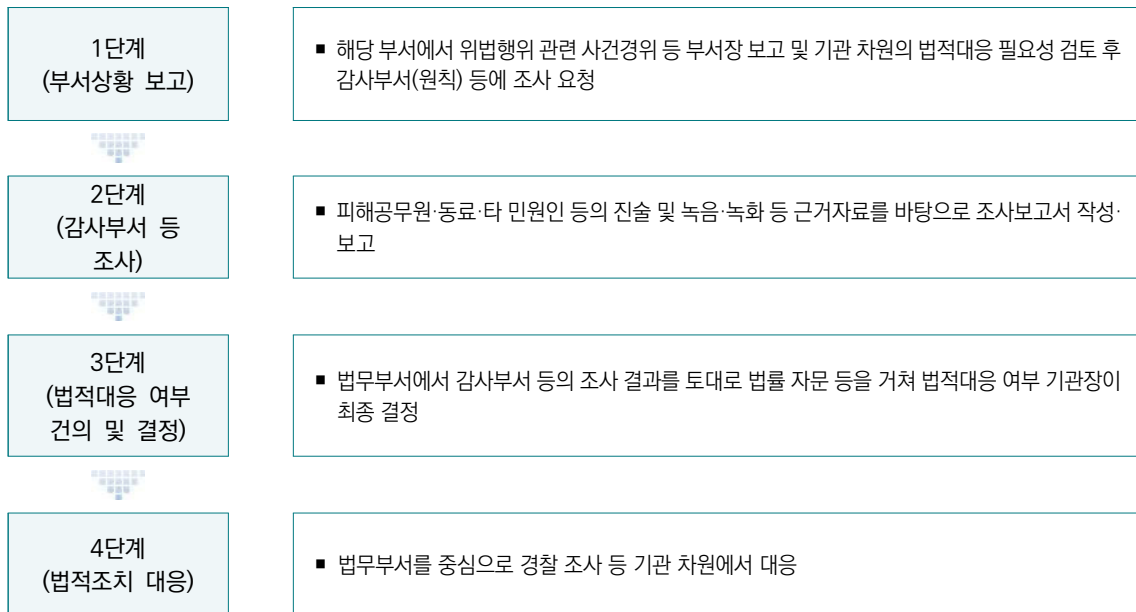 1단계
(부서상황 보고)
■ 해당 부서에서 위법행위 관련 사건경위 등 부서장 보고 및 기관 차원의 법적대응 필요성 검토 후
감사부서(원칙) 등에 조사 요청
2단계
(감사부서 등
조사)
■ 피해공무원·동료·타 민원인 등의 진술 및 녹음·녹화 등 근거자료를 바탕으로 조사보고서 작성·
보고
3단계
(법적대응 여부
건의 및 결정)
■ 법무부서에서 감사부서 등의 조사 결과를 토대로 법률 자문 등을 거쳐 법적대응 여부 기관장이
최종 결정
4단계
(법적조치 대응)
■ 법무부서를 중심으로 경찰 조사 등 기관 차원에서 대응